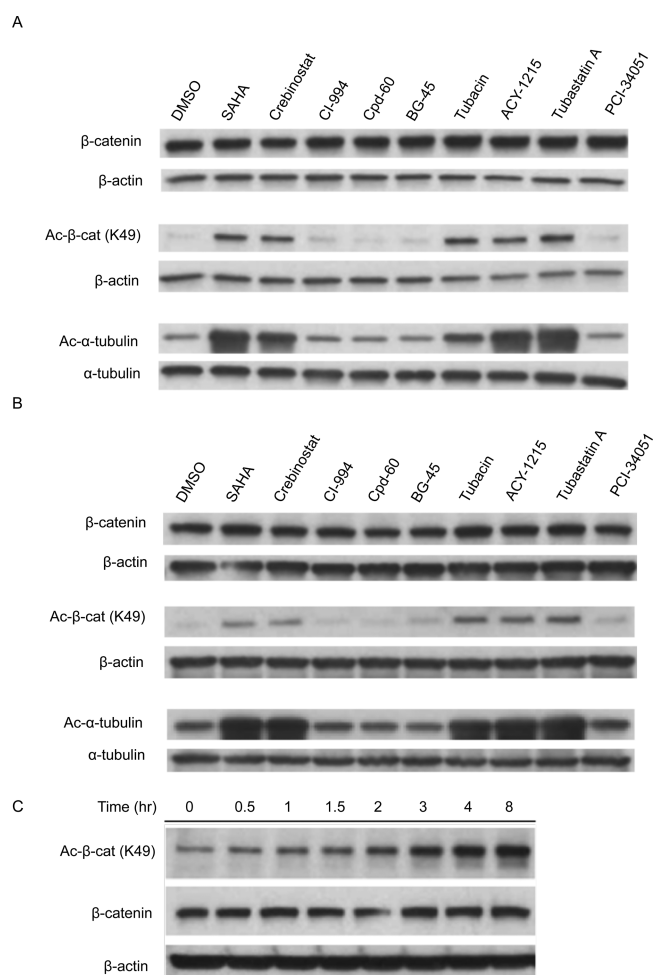 A
DMSO SAHA Crebinostat CI-994 Cpd-60 BG-45 Tubacin ACY-1215 Tubastatin A PCI-34051
β-catenin
β-actin
Ac-β-cat (K49)
β-actin
Ac-α-tubulin
α-tubulin
B
DMSO SAHA Crebinostat CI-994 Cpd-60 BG-45 Tubacin ACY-1215 Tubastatin A PCI-34051
β-catenin
β-actin
Ac-β-cat (K49)
β-actin
Ac-α-tubulin
α-tubulin
C Time (hr) 0 0.5 1 1.5 2 3 4 8
Ac-β-cat (K49)
β-catenin
β-actin